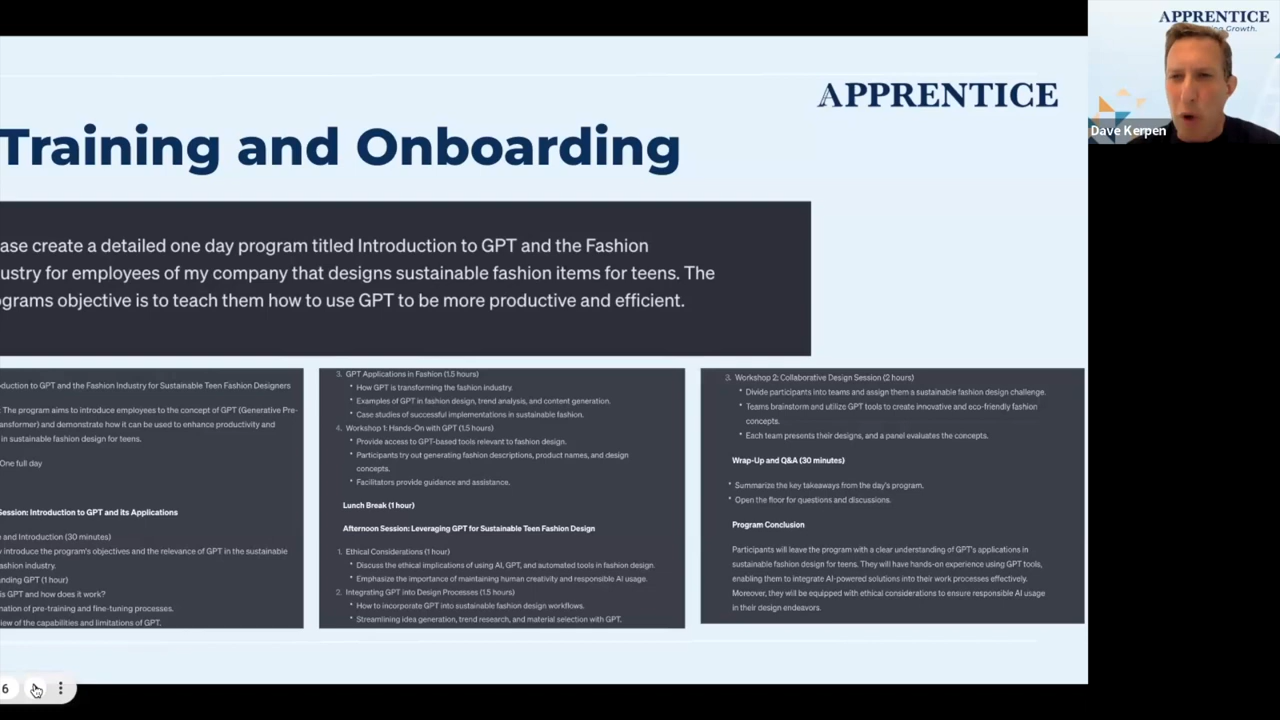 APPRENTICE
Growth.
Dave Kerpen
APPRENTICE
Training and Onboarding
ase create a detailed one day program titled Introduction to GPT and the Fashion
ustry for employees of my company that designs sustainable fashion items for teens. The
ograms objective is to teach them how to use GPT to be more productive and efficient.
oduction to GPT and the Fashion Industry for Sustainable Teen Fashion Designers
The program aims to introduce employees to the concept of GPT (Generative Pre-
ansformer) and demonstrate how it can be used to enhance productivity and
in sustainable fashion design for teens.
One full day
Session: Introduction to GPT and its Applications
e and Introduction (30 minutes)
y introduce the program's objectives and the relevance of GPT in the sustainable
ashion industry.
anding GPT (1 hour)
is GPT and how does it work?
nation of pre-training and fine-tuning processes.
iew of the capabilities and limitations of GPT.
3. GPT Applications in Fashion (1.5 hours)
• How GPT is transforming the fashion industry.
• Examples of GPT in fashion design, trend analysis, and content generation.
• Case studies of successful implementations in sustainable fashion.
4. Workshop 1: Hands-On with GPT (1.5 hours)
• Provide access to GPT-based tools relevant to fashion design.
• Participants try out generating fashion descriptions, product names, and design
concepts.
• Facilitators provide guidance and assistance.
Lunch Break (1 hour)
Afternoon Session: Leveraging GPT for Sustainable Teen Fashion Design
1. Ethical Considerations (1 hour)
• Discuss the ethical implications of using AI, GPT, and automated tools in fashion design.
• Emphasize the importance of maintaining human creativity and responsible AI usage.
2. Integrating GPT into Design Processes (1.5 hours)
• How to incorporate GPT into sustainable fashion design workflows.
• Streamlining idea generation, trend research, and material selection with GPT.
3. Workshop 2: Collaborative Design Session (2 hours)
• Divide participants into teams and assign them a sustainable fashion design challenge.
• Teams brainstorm and utilize GPT tools to create innovative and eco-friendly fashion
concepts.
• Each team presents their designs, and a panel evaluates the concepts.
Wrap-Up and Q&A (30 minutes)
• Summarize the key takeaways from the day's program.
• Open the floor for questions and discussions.
Program Conclusion
Participants will leave the program with a clear understanding of GPT's applications in
sustainable fashion design for teens. They will have hands-on experience using GPT tools,
enabling them to integrate AI-powered solutions into their work processes effectively.
Moreover, they will be equipped with ethical considerations to ensure responsible AI usage
in their design endeavors.
6